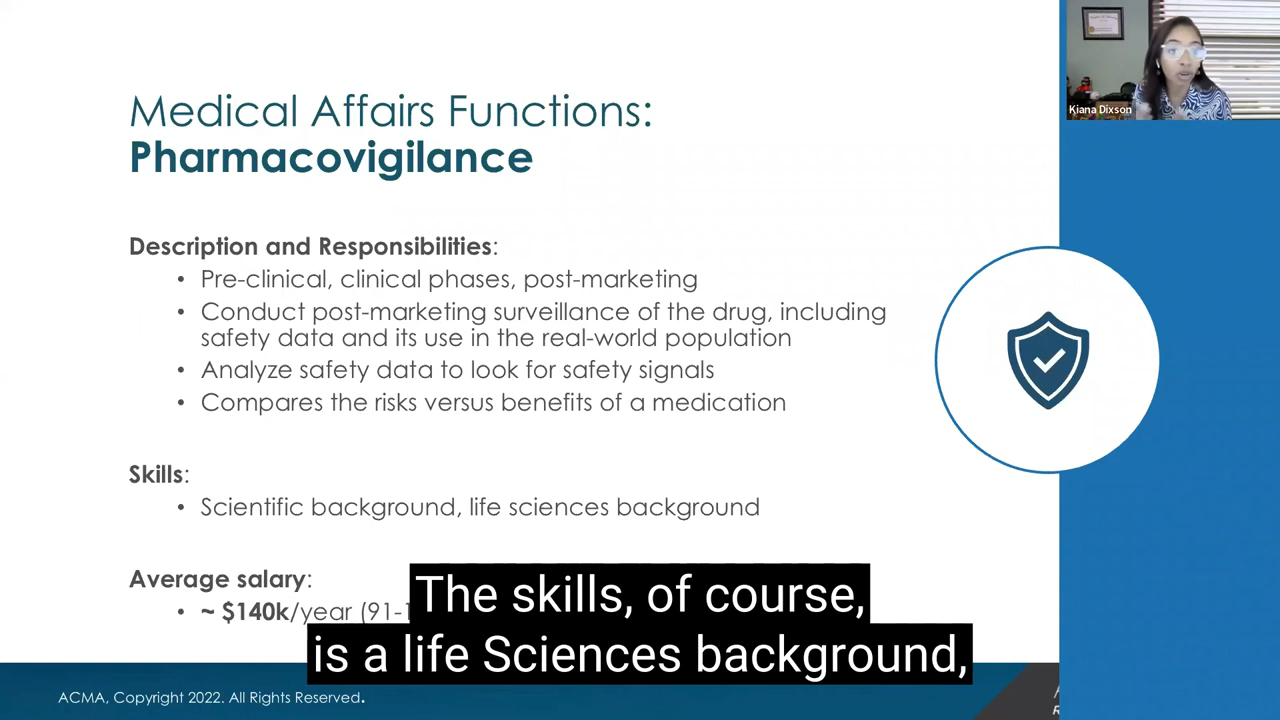 Medical Affairs Functions:
Pharmacovigilance
Kiana Dixson
Description and Responsibilities:
• Pre-clinical, clinical phases, post-marketing
• Conduct post-marketing surveillance of the drug, including
safety data and its use in the real-world population
• Analyze safety data to look for safety signals
• Compares the risks versus benefits of a medication
Skills:
• Scientific background, life sciences background
Average salary:
• ~ $140k/year (91-1
The skills, of course,
is a life Sciences background,
ACMA, Copyright 2022. All Rights Reserved.